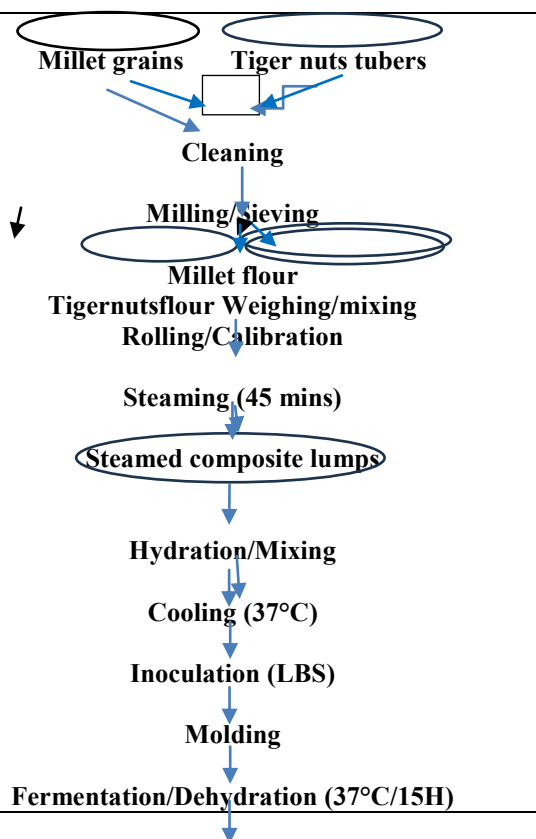 Millet grains Tiger nuts tubers
Cleaning
Milling/Sieving
Millet flour
Tigernutsflour Weighing/mixing
Rolling/Calibration
Steaming (45 mins)
Steamed composite lumps
Hydration/Mixing
Cooling (37°C)
Inoculation (LBS)
Molding
Fermentation/Dehydration (37°C/15H)